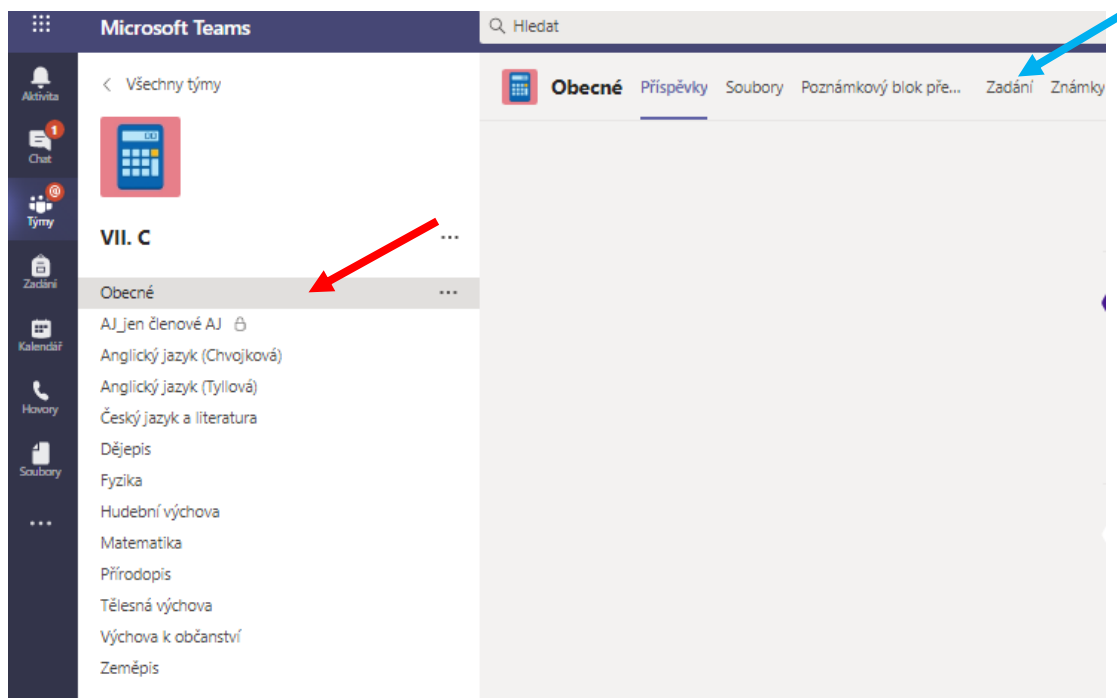 Microsoft Teams
Hledat
Aktivita
1
Chat
@
Týmy
Zadání
Kalendář
Hovory
Soubory
Všechny týmy
VII. C
Obecné
AJ_jen členové AJ
Anglický jazyk (Chvojková)
Anglický jazyk (Tyllová)
Český jazyk a literatura
Dějepis
Fyzika
Hudební výchova
Matematika
Přírodopis
Tělesná výchova
Výchova k občanství
Zeměpis
Obecné Příspěvky Soubory Poznámkový blok pře... Zadání Známky